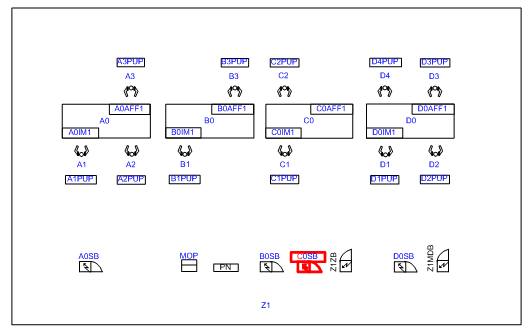 A3PUP B3PUP C2PUP D4PUP D3PUP
A3 B3 C2 D4 D3
A0AFF1 B0AFF1 C0AFF1 D0AFF1
A0 B0 C0 D0
A0IM1 B0IM1 C0IM1 D0IM1
A1 A2 B1 C1 D1 D2
A1PUP A2PUP B1PUP C1PUP D1PUP D2PUP
A0SB MOP PN B0SB C0SB Z1ZB D0SB Z1MDB
Z1